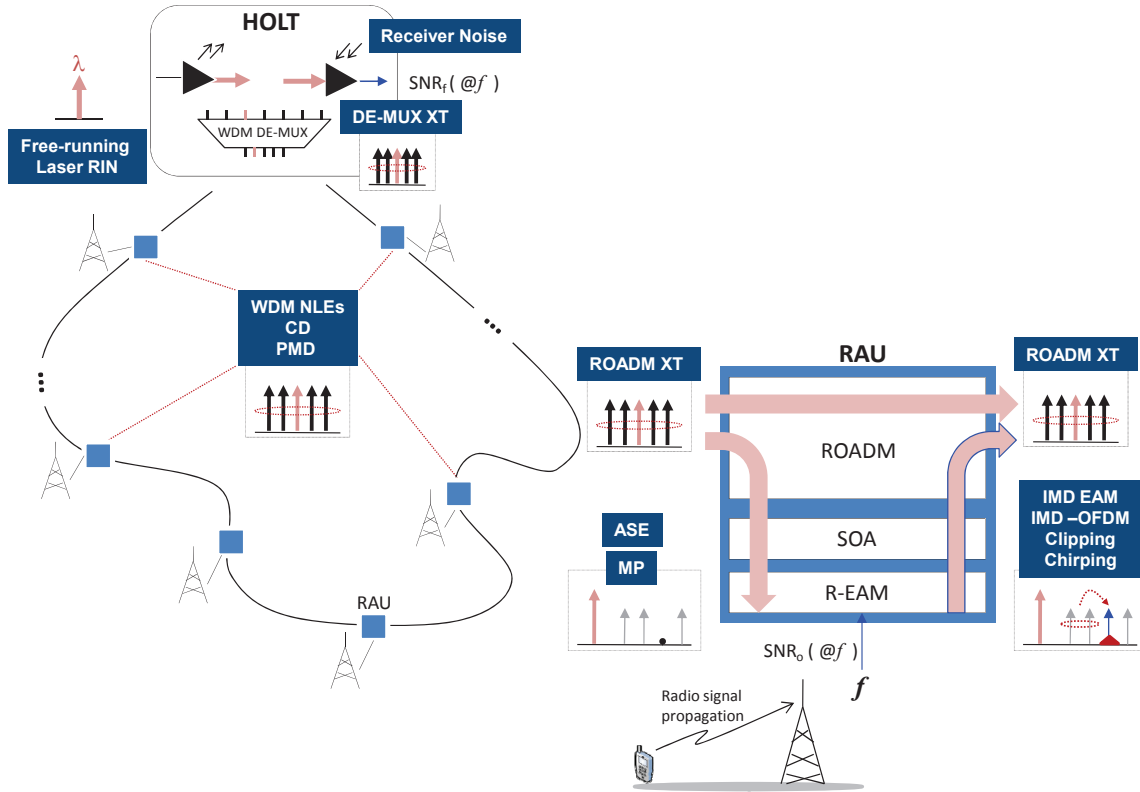 HOLT
Receiver Noise
λ
SNRf ( @f )
WDM DE-MUX
DE-MUX XT
Free-running
Laser RIN
WDM NLEs
CD
PMD
...
...
RAU
RAU
ROADM XT
ROADM XT
ROADM
SOA
R-EAM
ASE
MP
IMD EAM
IMD –OFDM
Clipping
Chirping
SNRo ( @f )
f
Radio signal
propagation